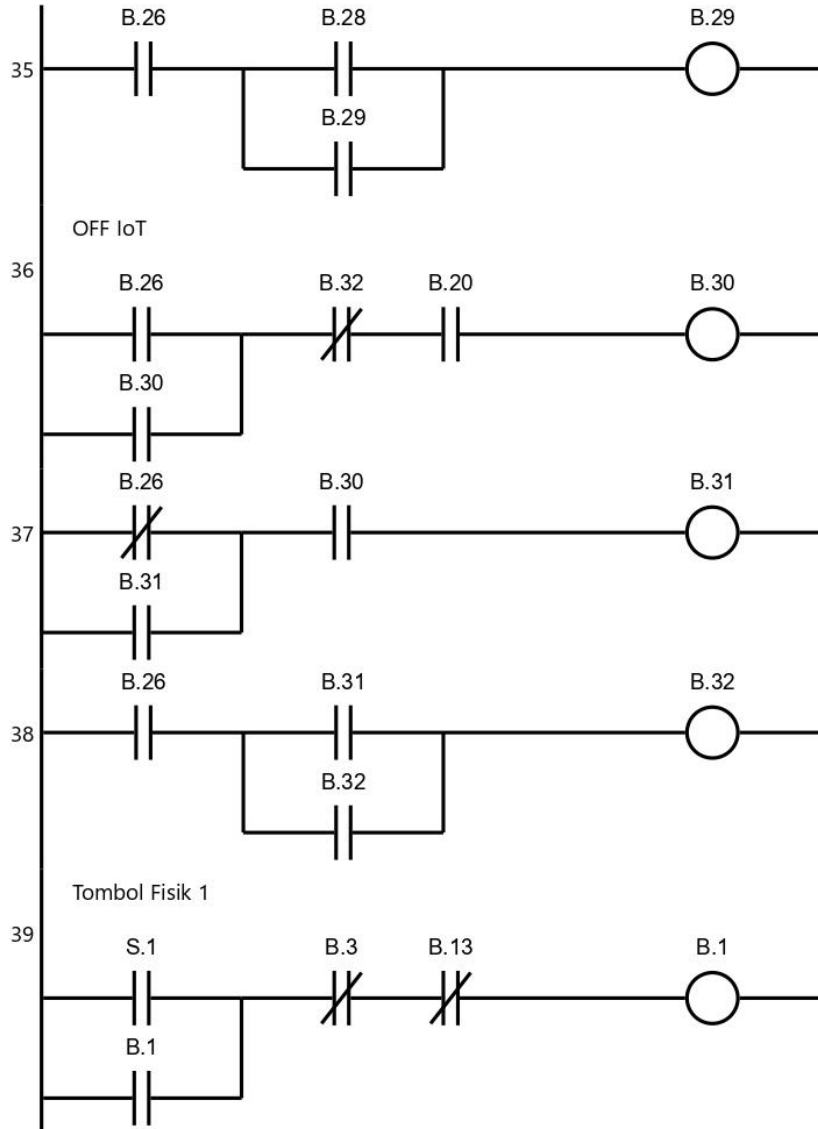 B.26 B.28 B.29
35
B.29
OFF IoT
36
B.26 B.32 B.20 B.30
B.30
B.26 B.30 B.31
37
B.31
B.26 B.31 B.32
38
B.32
Tombol Fisik 1
39
S.1 B.3 B.13 B.1
B.1